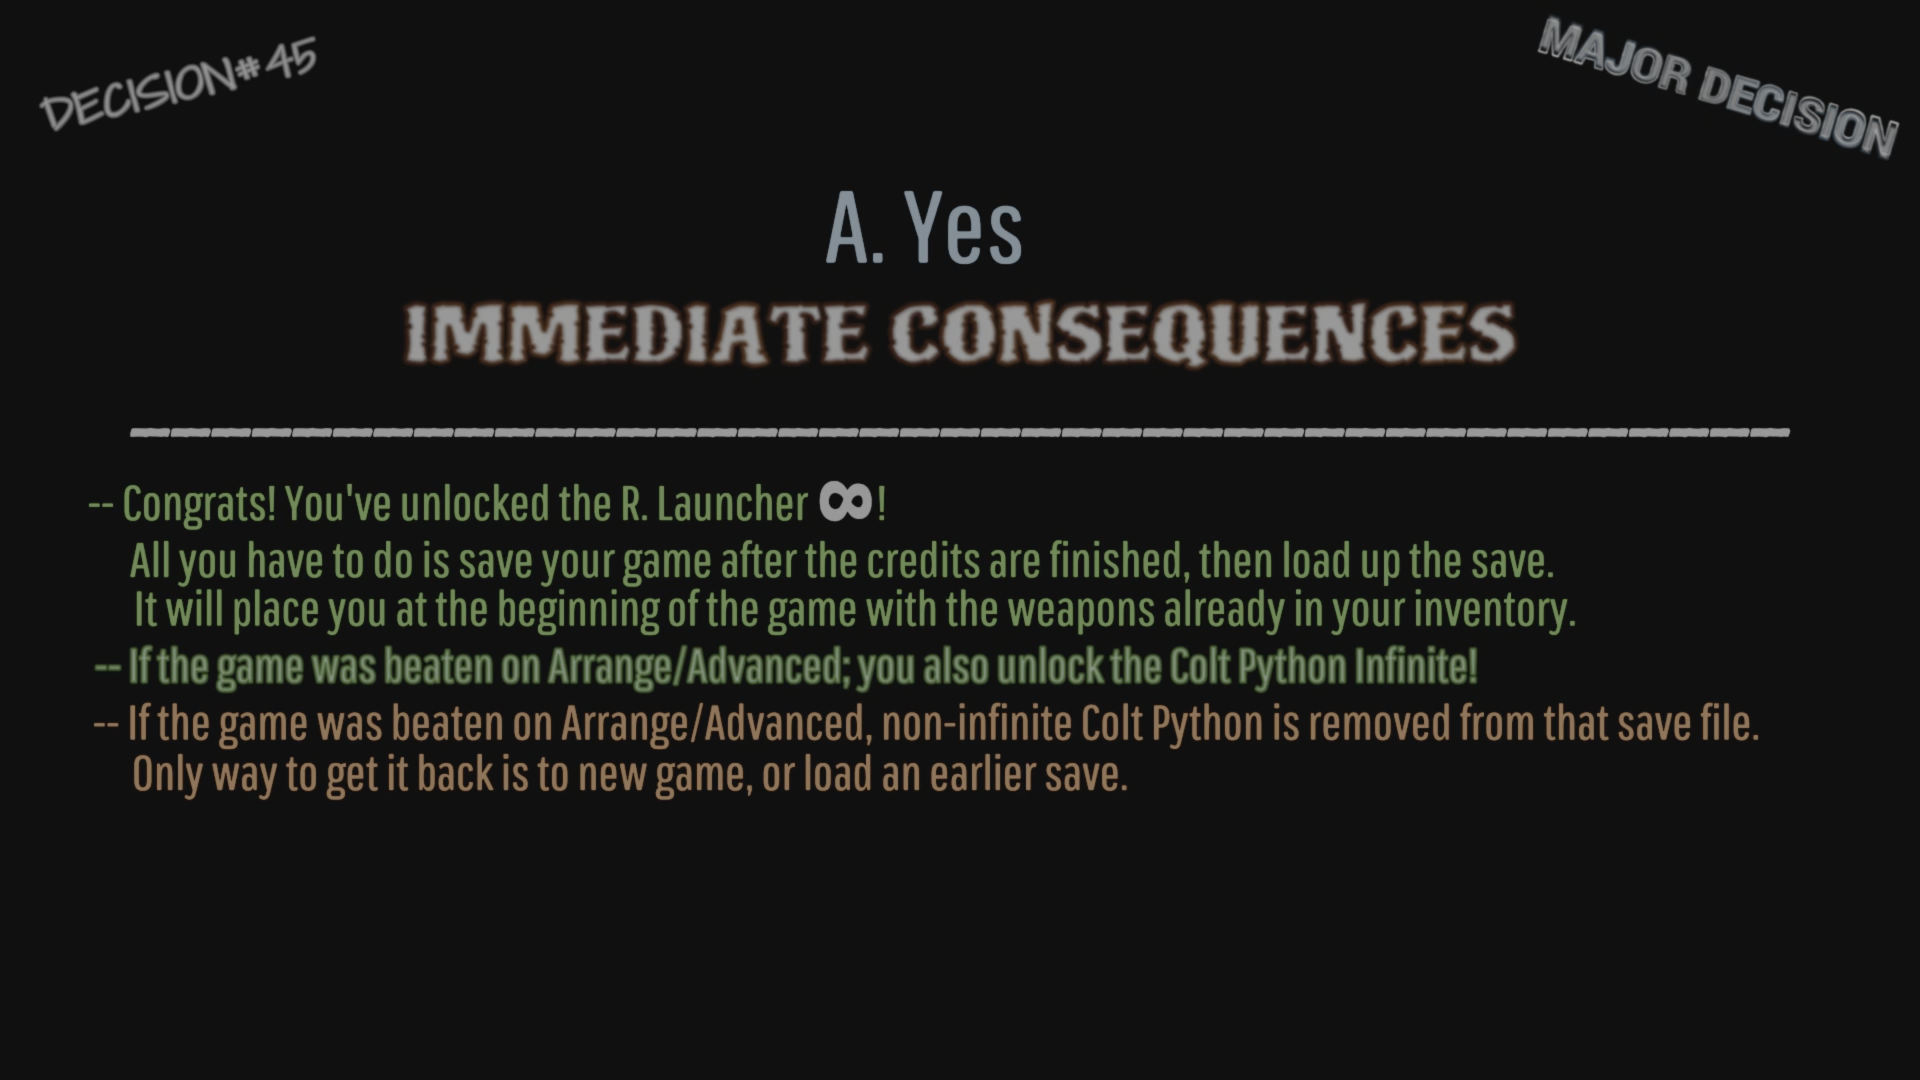 DECISION#45
MAJOR DECISION
A. Yes
IMMEDIATE CONSEQUENCES
-- Congrats! You've unlocked the R. Launcher ∞!
All you have to do is save your game after the credits are finished, then load up the save.
It will place you at the beginning of the game with the weapons already in your inventory.
-- If the game was beaten on Arrange/Advanced; you also unlock the Colt Python Infinite!
-- If the game was beaten on Arrange/Advanced, non-infinite Colt Python is removed from that save file.
Only way to get it back is to new game, or load an earlier save.